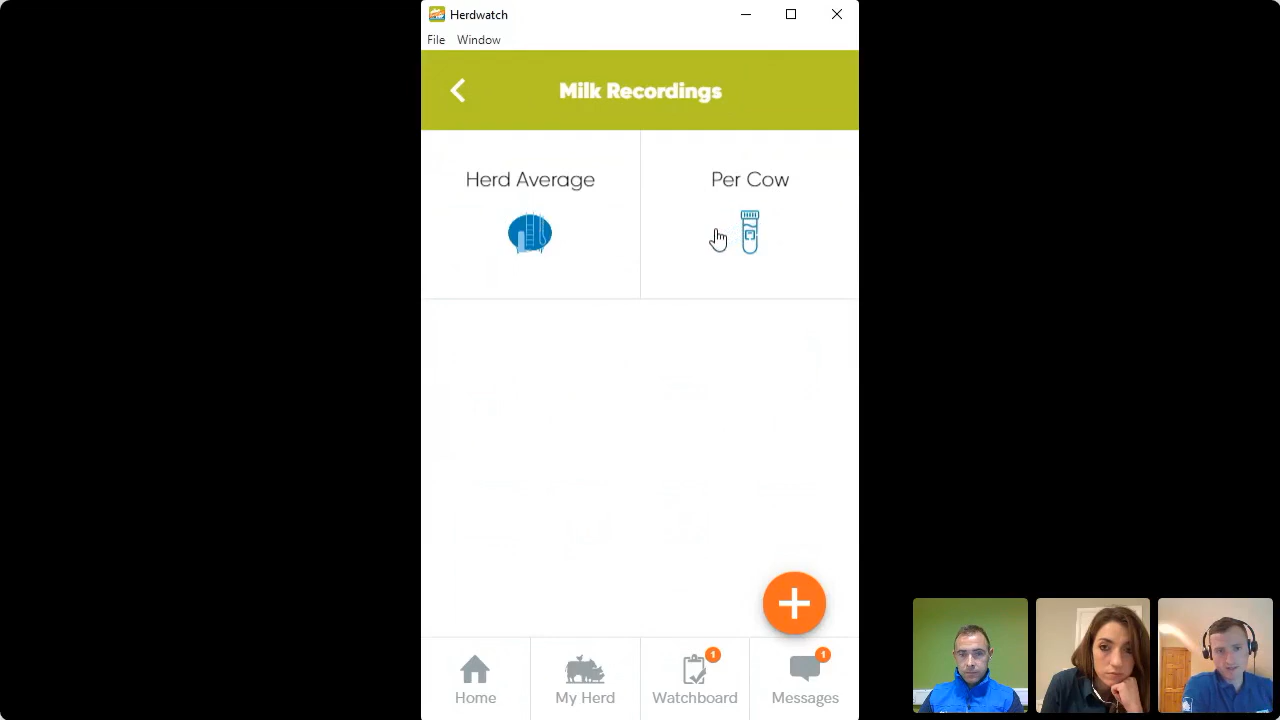 Herdwatch
File Window
Milk Recordings
Herd Average
Per Cow
1
1
Home
My Herd
Watchboard
Messages